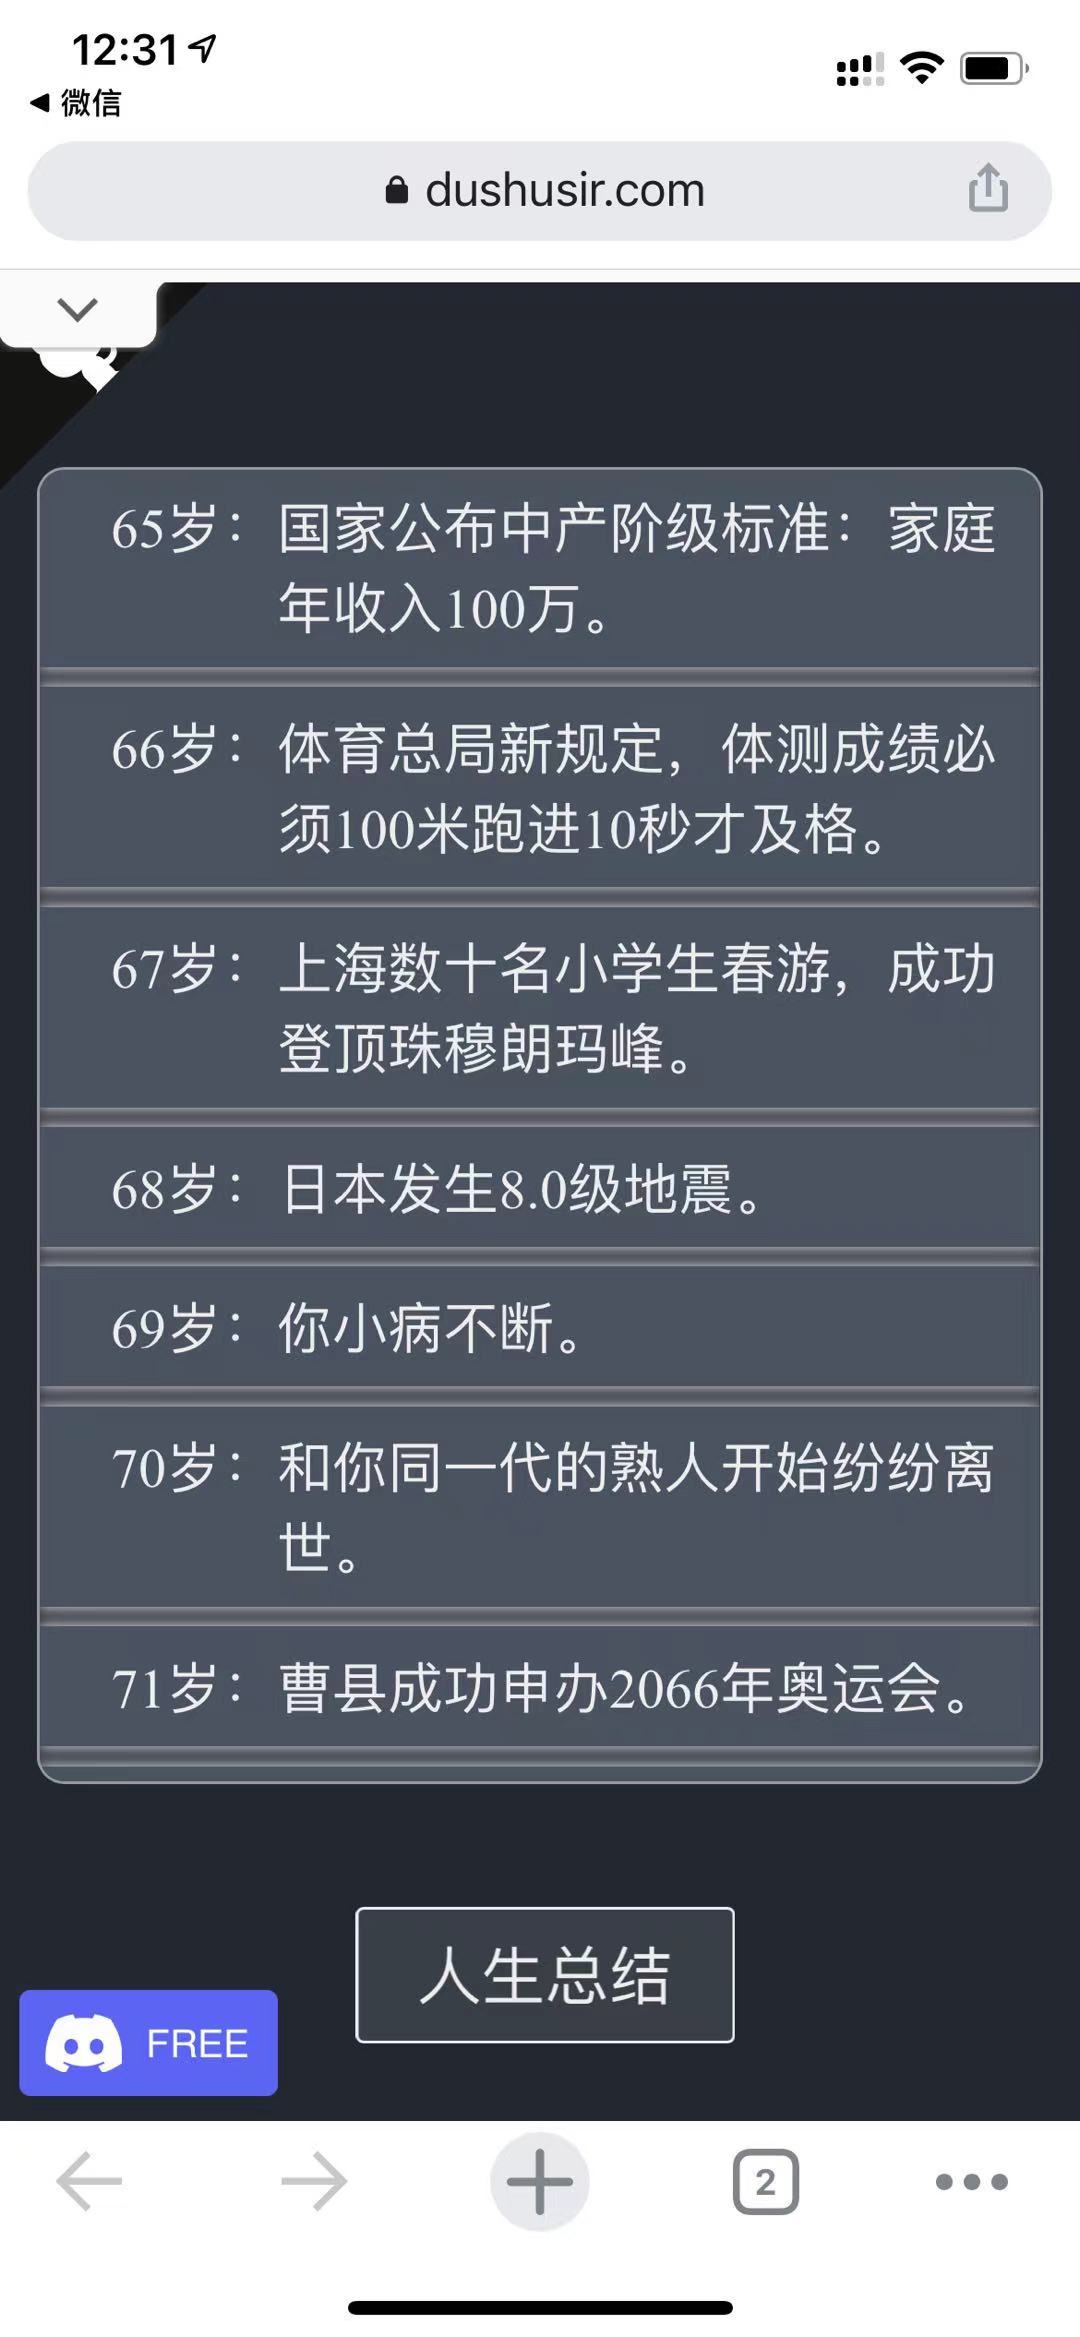 12:31
微信
dushusir.com
65岁：国家公布中产阶级标准：家庭
年收入100万。
66岁：体育总局新规定，体测成绩必
须100米跑进10秒才及格。
67岁：上海数十名小学生春游，成功
登顶珠穆朗玛峰。
68岁：日本发生8.0级地震。
69岁：你小病不断。
70岁：和你同一代的熟人开始纷纷离
世。
71岁：曹县成功申办2066年奥运会。
人生总结
FREE
2